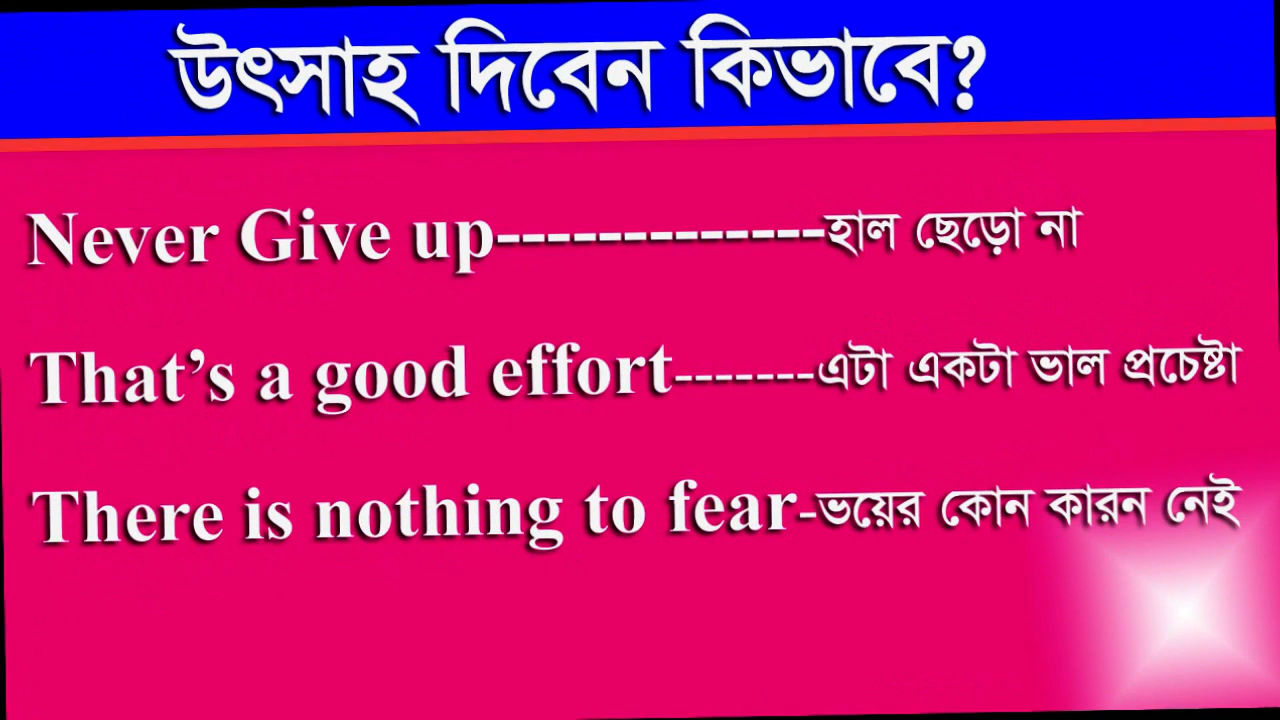 উৎসাহ দিবেন কিভাবে?
Never Give up-------------হাল ছেড়ো না
That’s a good effort-------এটা একটা ভাল প্রচেষ্টা
There is nothing to fear-ভয়ের কোন কারন নেই